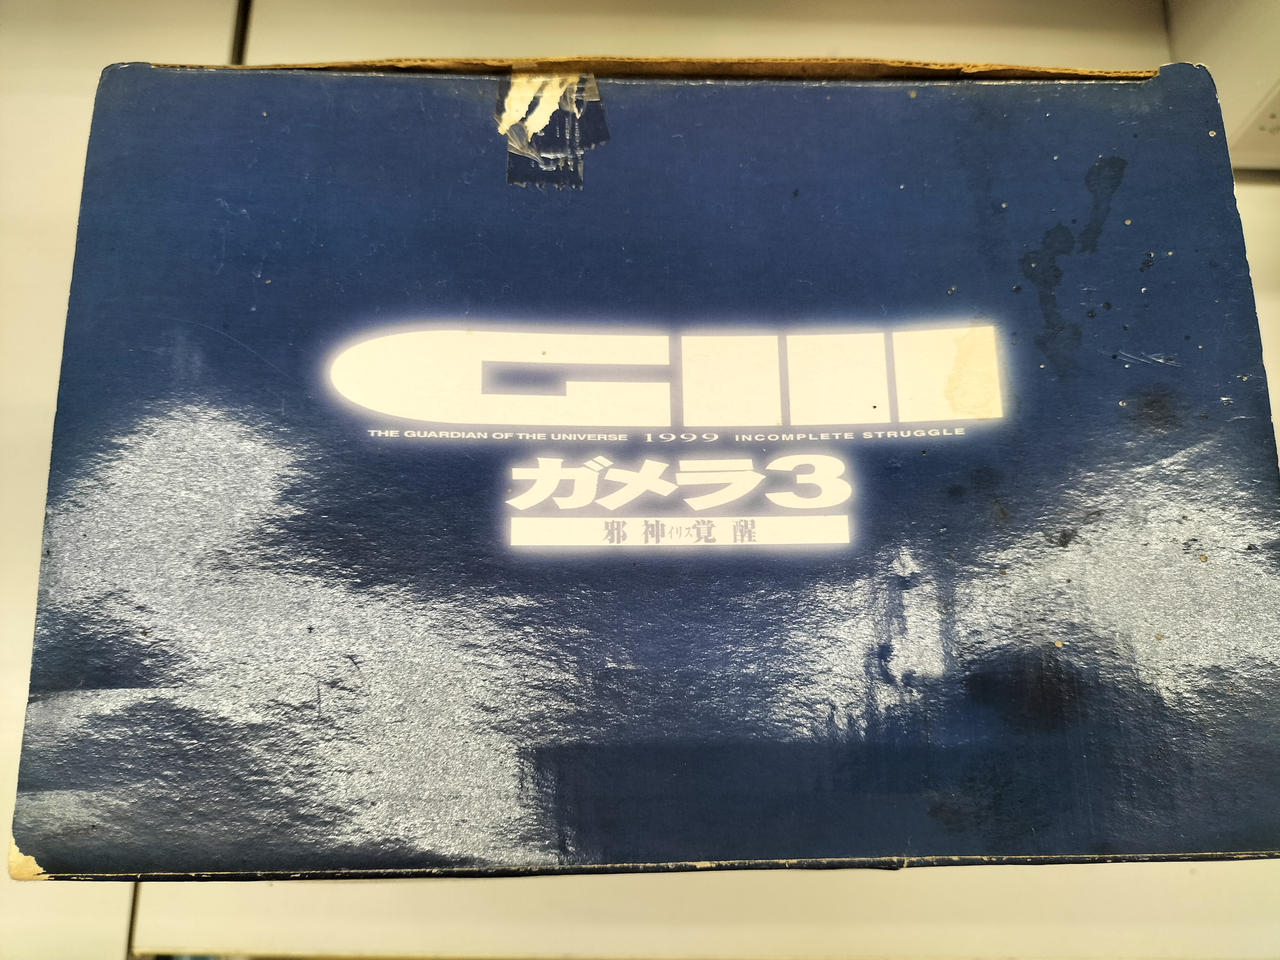 GIII
THE GUARDIAN OF THE UNIVERSE 1999 INCOMPLETE STRUGGLE
ガメラ3
邪神イリス覚醒